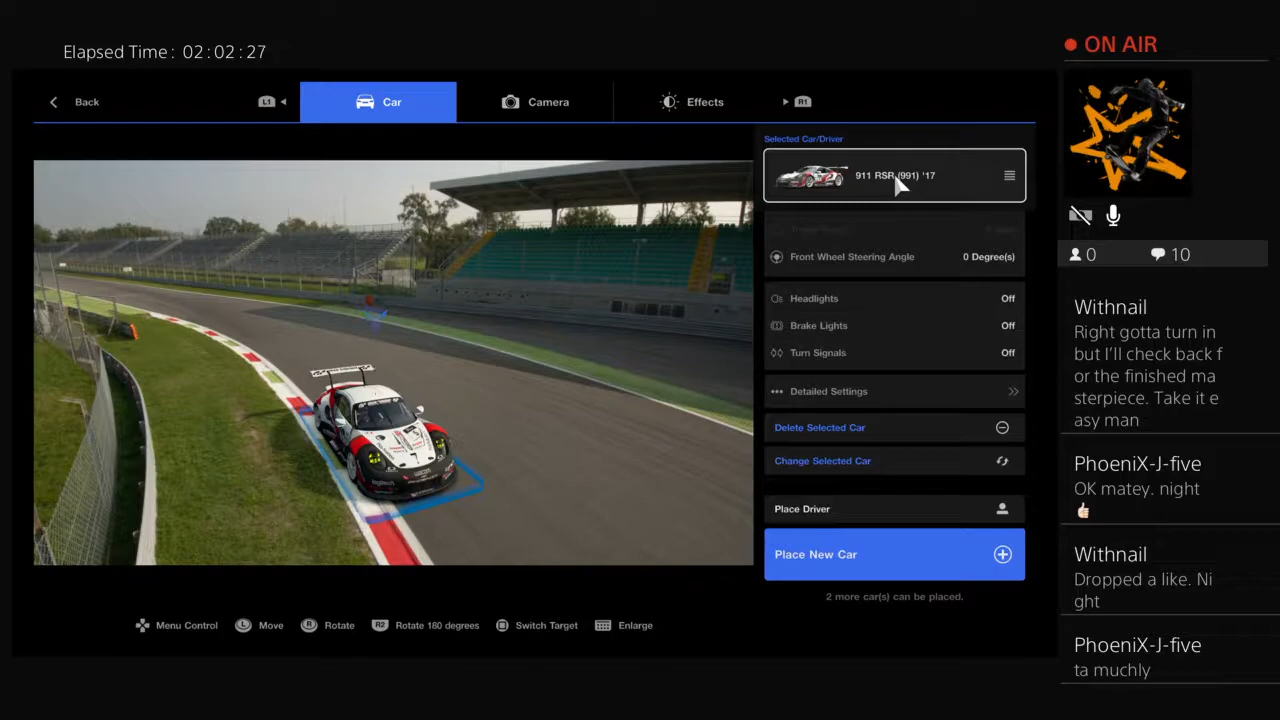 Elapsed Time: 02:02:27
ON AIR
Back
L1
Car
Camera
Effects
R1
Selected Car/Driver
911 RSR (991) '17
Front Wheel Steering Angle
0 Degree(s)
Headlights
Off
Brake Lights
Off
Turn Signals
Off
Detailed Settings
Delete Selected Car
Change Selected Car
Place Driver
Place New Car
2 more car(s) can be placed.
Menu Control
L
Move
R
Rotate
R2
Rotate 180 degrees
Switch Target
Enlarge
0
10
Withnail
Right gotta turn in
but I'll check back f
or the finished ma
sterpiece. Take it e
asy man
PhoeniX-J-five
OK matey. night
👍🏻
Withnail
Dropped a like. Ni
ght
PhoeniX-J-five
ta muchly